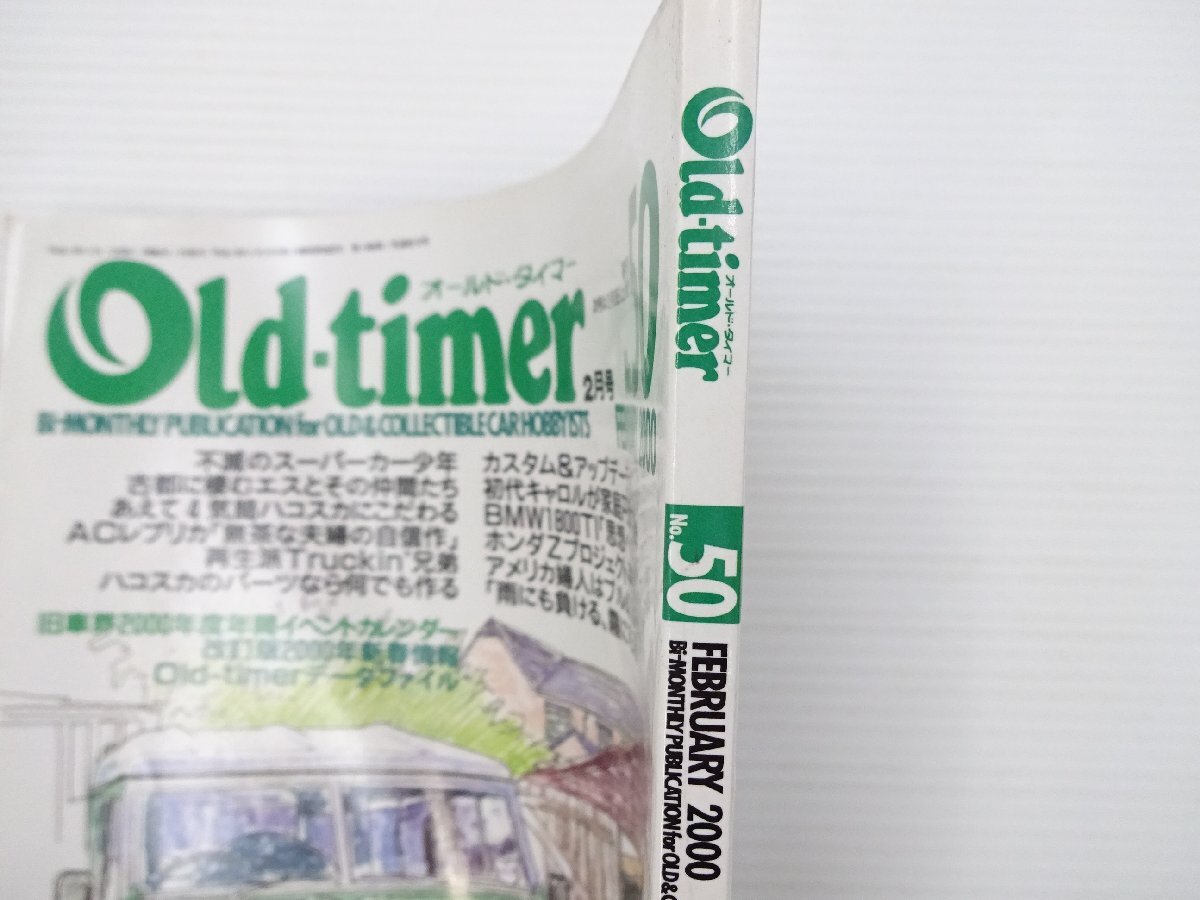 オールド・タイマー
Old-timer
2月号
BI-MONTHLY PUBLICATION for OLD & COLLECTIBLE CAR HOBBYISTS
不滅のスーパーカー少年
古都に棲むエスとその仲間たち
あえて4気筒ハコスカにこだわる
ACレプリカ"無茶な夫婦の自信作"
再生派Truckin'兄弟
ハコスカのパーツなら何でも作る
カスタム&アップデー
初代キャロルが家庭
BMW1800TI
ホンダZプロジェク
アメリカ婦人はブル
「雨にも負ける、
旧車界2000年度年間イベントカレンダー
改訂版2000年新春情報
Old-timerデータファイル
Old-timer
オールド・タイマー
No.50
FEBRUARY 2000
Bi-MONTHLY PUBLICATION for OLD &